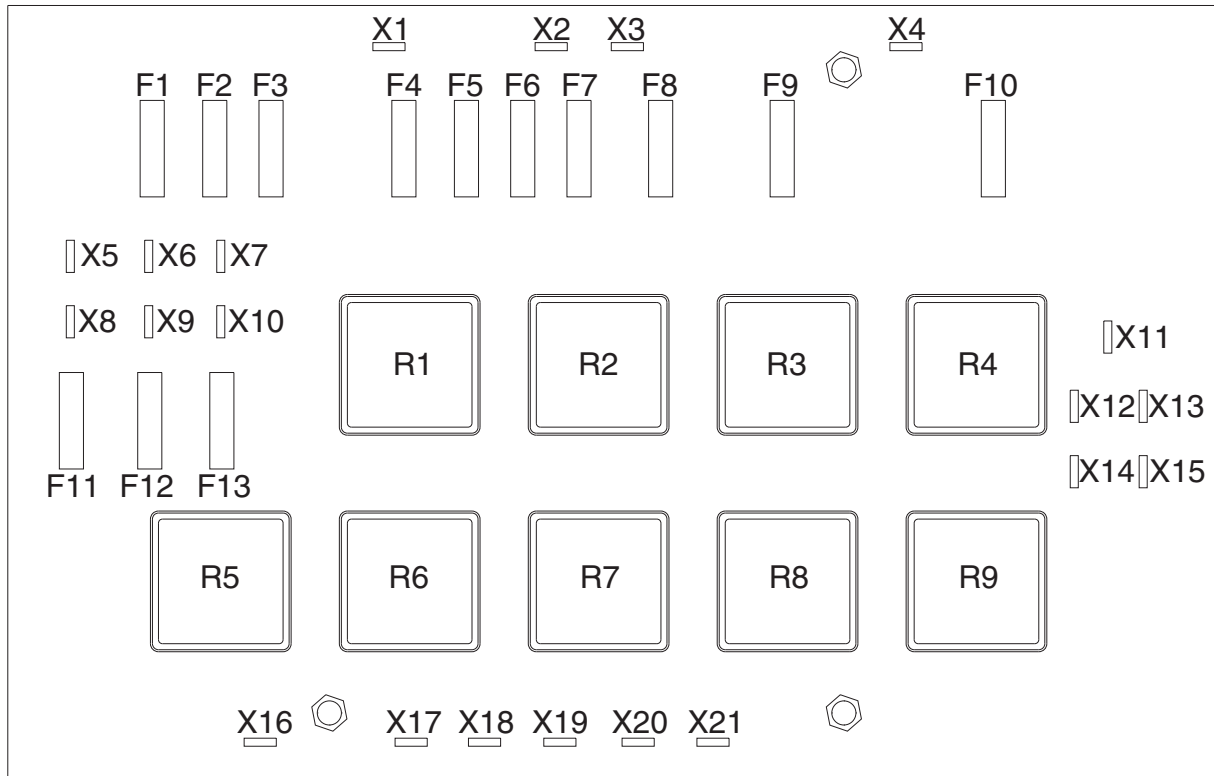 X1 X2 X3 X4
F1 F2 F3 F4 F5 F6 F7 F8 F9 F10
X5 X6 X7
X8 X9 X10
X11
R1 R2 R3 R4
X12 X13
X14 X15
F11 F12 F13
R5 R6 R7 R8 R9
X16 X17 X18 X19 X20 X21